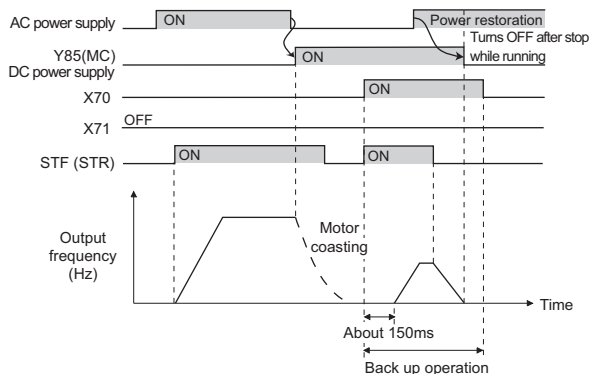 AC power supply
ON
Power restoration
Y85(MC)
DC power supply
ON
Turns OFF after stop
while running
X70
ON
X71
OFF
STF (STR)
ON
ON
Output
frequency
(Hz)
Motor
coasting
Time
About 150ms
Back up operation